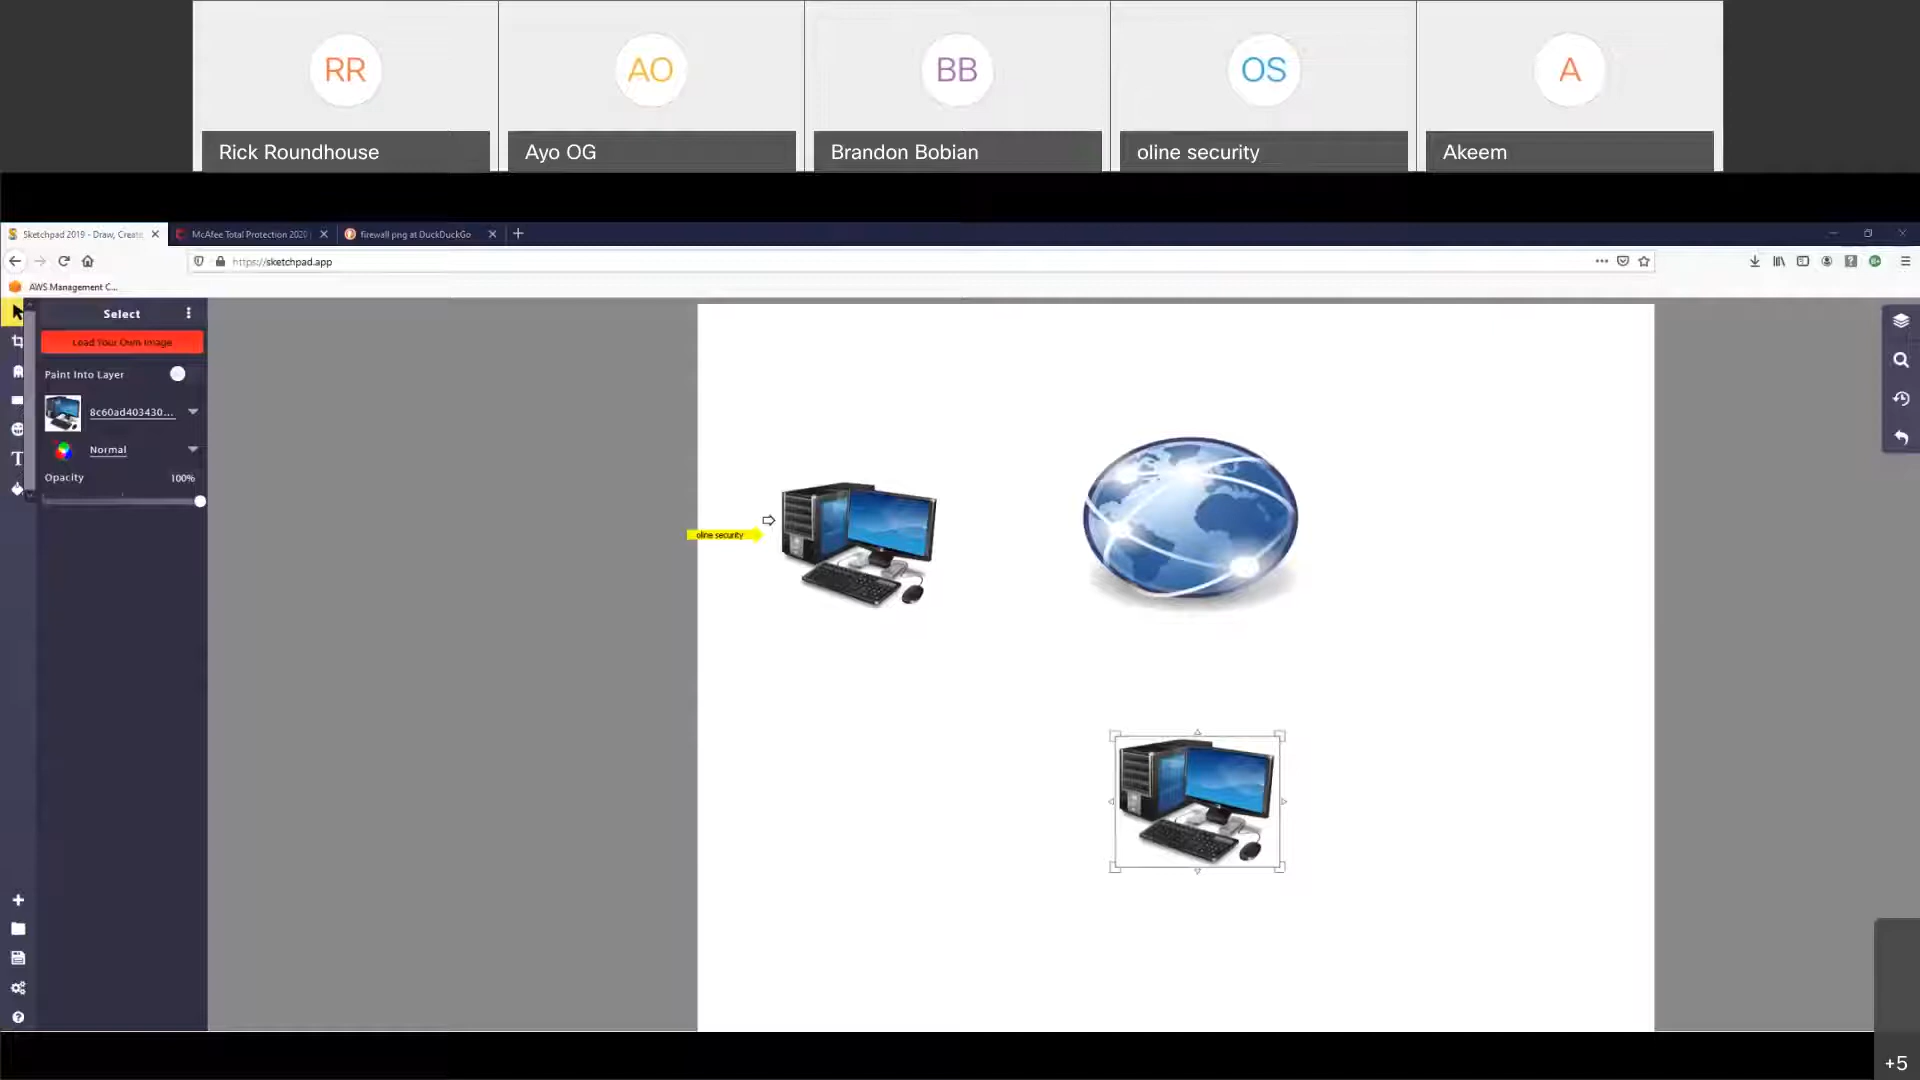 RR
AO
BB
OS
A
Rick Roundhouse
Ayo OG
Brandon Bobian
oline security
Akeem
Sketchpad 2019 - Draw, Create
McAfee Total Protection 2020
firewall png at DuckDuckGo
https://sketchpad.app
AWS Management C...
Select
Load Your Own Image
Paint Into Layer
8c60ad403430...
Normal
Opacity
100%
T
oline security
+5